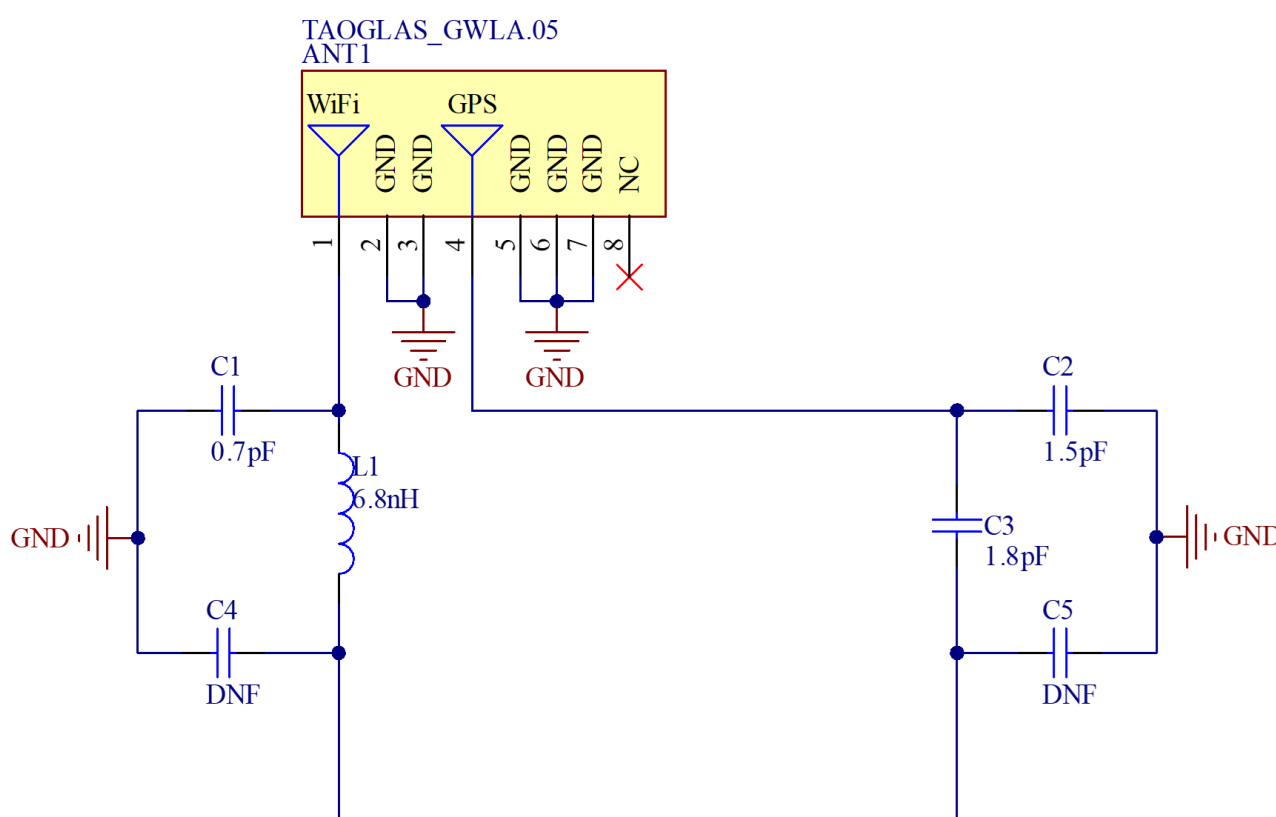 TAOGLAS_GWLA.05
ANT1
WiFi
GPS
GND
GND
GND
GND
GND
NC
1
2
3
4
5
6
7
8
GND
GND
C1
0.7pF
L1
6.8nH
GND
C4
DNF
C2
1.5pF
C3
1.8pF
GND
C5
DNF